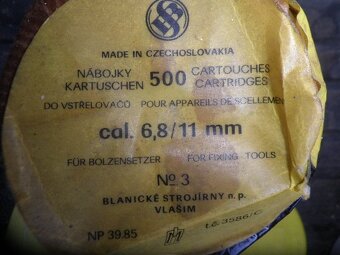 MADE IN CZECHOSLOVAKIA
NÁBOJKY 500 CARTOUCHES
KARTUSCHEN CARTRIDGES
DO VSTŘELOVAČŮ POUR APPAREILS DE SCELLEMENT
cal. 6,8/11 mm
FÜR BOLZENSETZER FOR FIXING - TOOLS
No 3
BLANICKÉ STROJÍRNY n. p.
VLAŠIM
NP 39.85
t.č. 3586/C